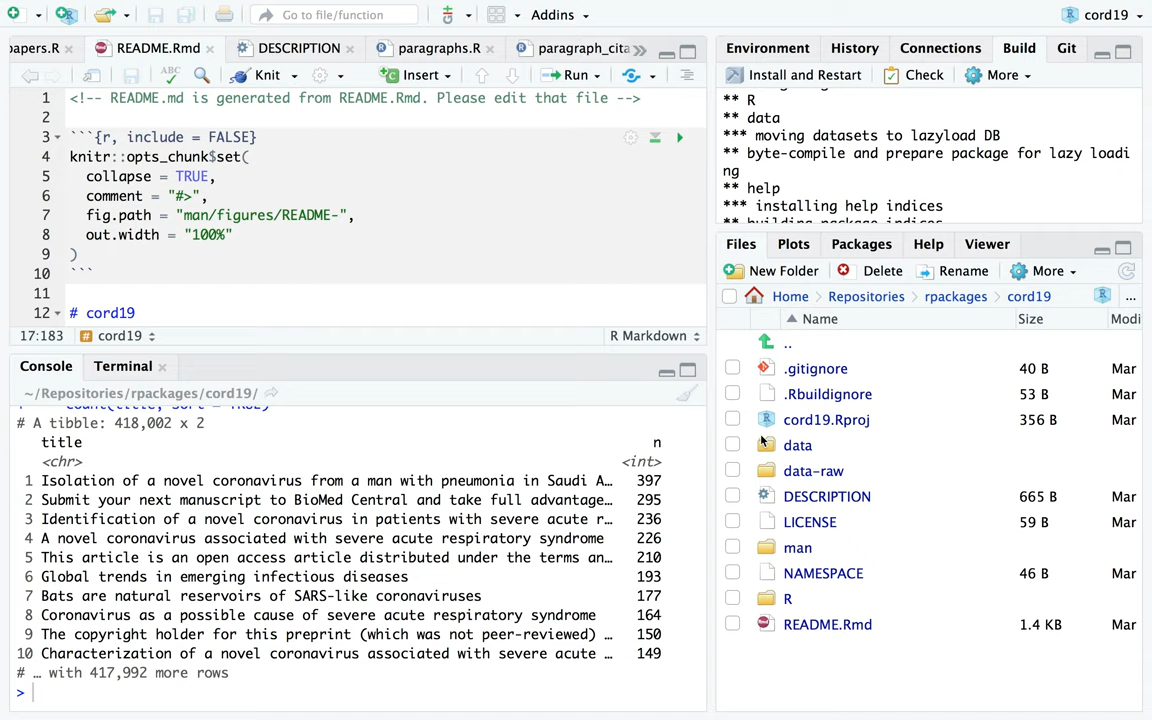 Go to file/function
Addins
cord19
papers.R
README.Rmd
DESCRIPTION
paragraphs.R
paragraph_cita
ABC
Knit
Insert
Run
1 <!-- README.md is generated from README.Rmd. Please edit that file -->
2
3 ```{r, include = FALSE}
4 knitr::opts_chunk$set(
5 collapse = TRUE,
6 comment = "#>",
7 fig.path = "man/figures/README-",
8 out.width = "100%"
9 )
10 ```
11
12 # cord19
17:183
cord19
R Markdown
Console
Terminal
~/Repositories/rpackages/cord19/
# A tibble: 418,002 x 2
title n
<chr> <int>
1 Isolation of a novel coronavirus from a man with pneumonia in Saudi A… 397
2 Submit your next manuscript to BioMed Central and take full advantage… 295
3 Identification of a novel coronavirus in patients with severe acute r… 236
4 A novel coronavirus associated with severe acute respiratory syndrome 226
5 This article is an open access article distributed under the terms an… 210
6 Global trends in emerging infectious diseases 193
7 Bats are natural reservoirs of SARS-like coronaviruses 177
8 Coronavirus as a possible cause of severe acute respiratory syndrome 164
9 The copyright holder for this preprint (which was not peer-reviewed) … 150
10 Characterization of a novel coronavirus associated with severe acute … 149
# … with 417,992 more rows
>
Environment
History
Connections
Build
Git
Install and Restart
Check
More
** R
** data
*** moving datasets to lazyload DB
** byte-compile and prepare package for lazy loadi
ng
** help
*** installing help indices
** building package indices
Files
Plots
Packages
Help
Viewer
New Folder
Delete
Rename
More
Home
Repositories
rpackages
cord19
...
Name Size Modi
..
.gitignore 40 B Mar
.Rbuildignore 53 B Mar
cord19.Rproj 356 B Mar
data
data-raw
DESCRIPTION 665 B Mar
LICENSE 59 B Mar
man
NAMESPACE 46 B Mar
R
README.Rmd 1.4 KB Mar